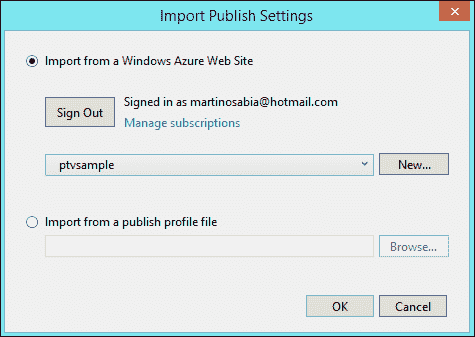 Import Publish Settings
Import from a Windows Azure Web Site
Sign Out
Signed in as martinosabia@hotmail.com
Manage subscriptions
ptvsample
New...
Import from a publish profile file
Browse...
OK
Cancel